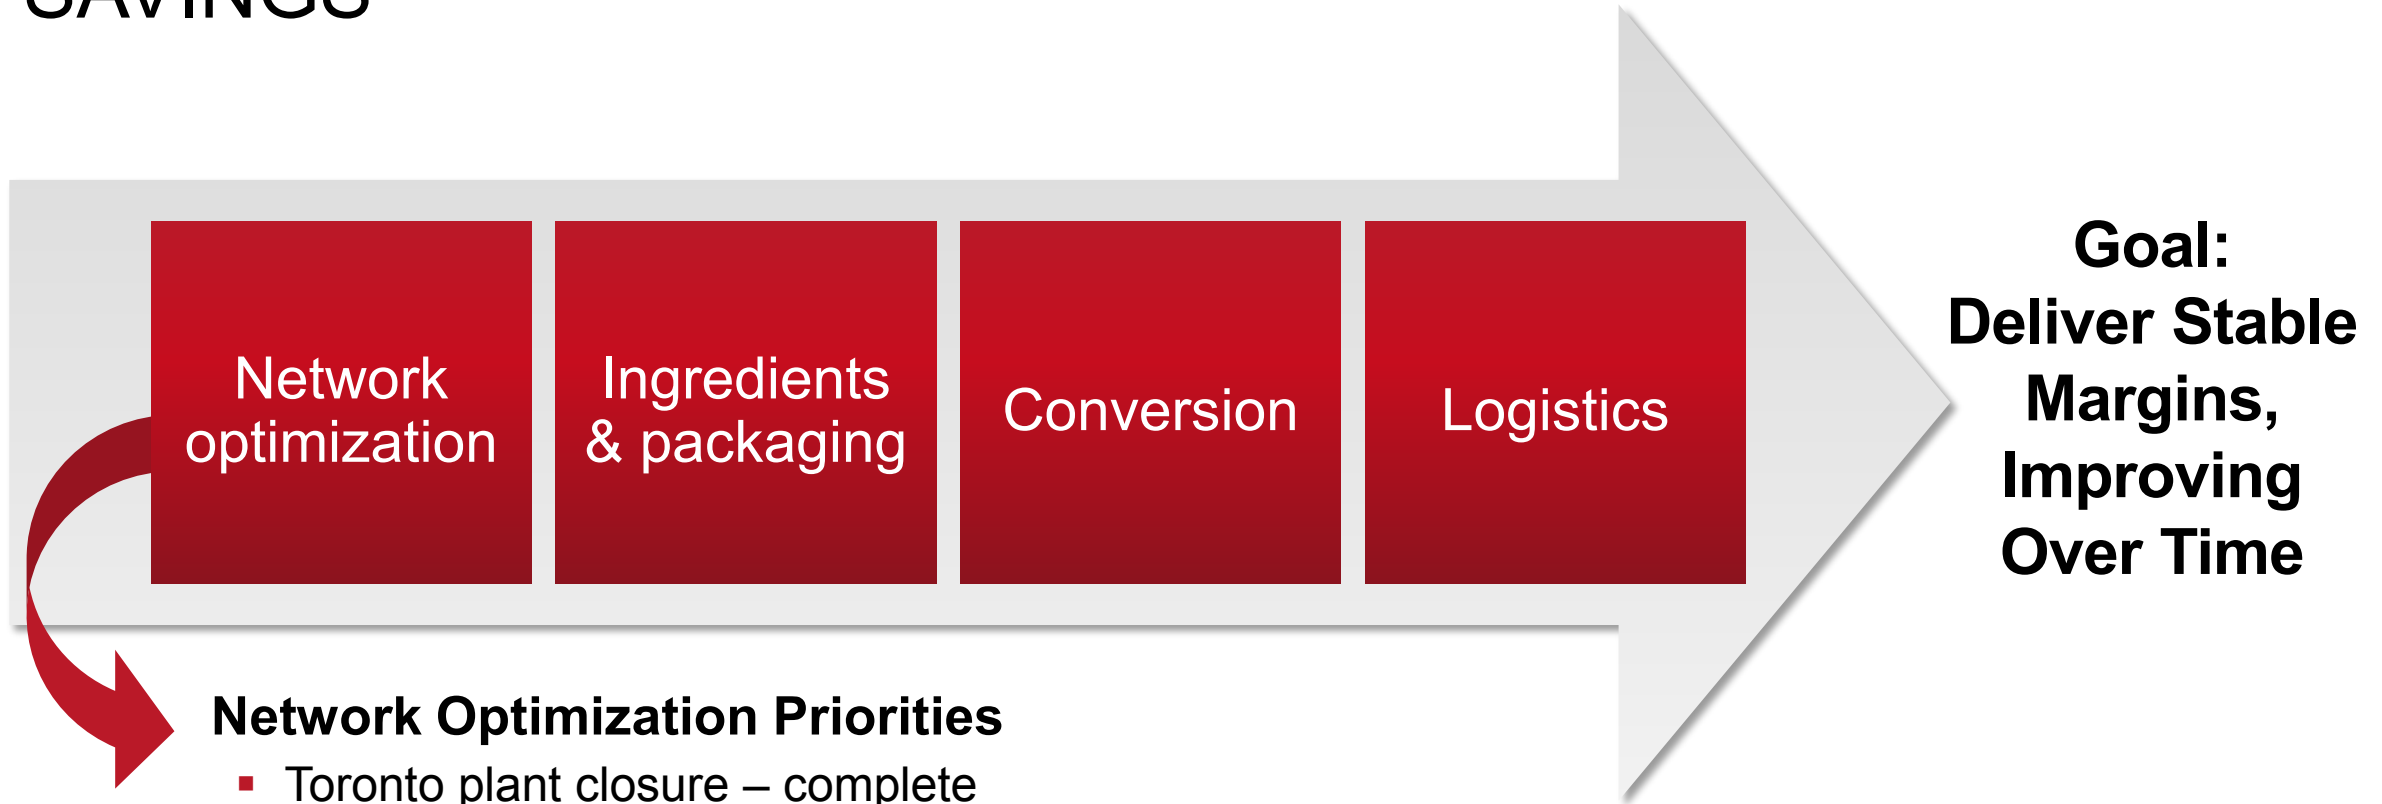 SAVINGS
Network
optimization
Ingredients
& packaging
Conversion
Logistics
Goal:
Deliver Stable
Margins,
Improving
Over Time
Network Optimization Priorities
▪ Toronto plant closure – complete